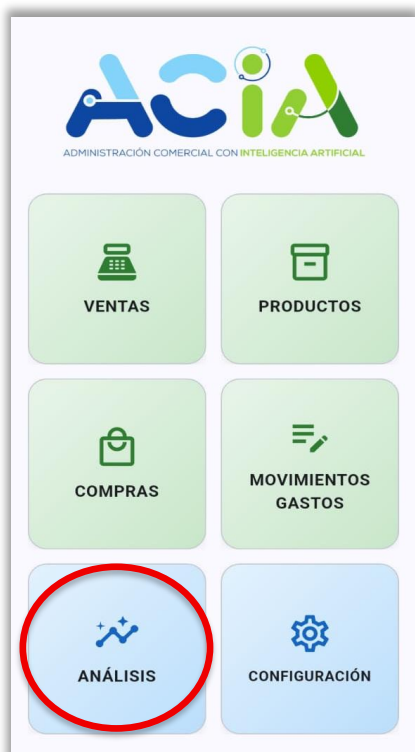 ACiA
ADMINISTRACIÓN COMERCIAL CON INTELIGENCIA ARTIFICIAL
VENTAS
PRODUCTOS
COMPRAS
MOVIMIENTOS
GASTOS
ANÁLISIS
CONFIGURACIÓN